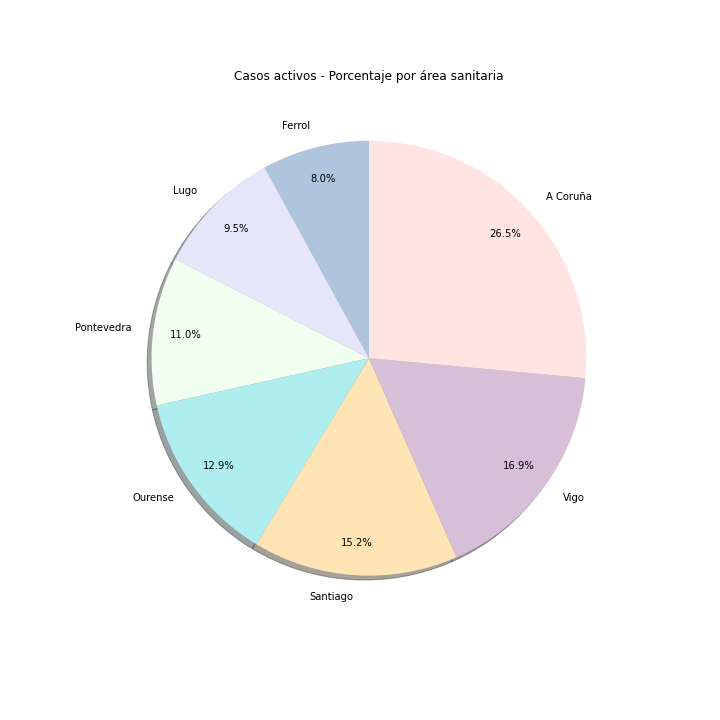 Casos activos - Porcentaje por área sanitaria
Ferrol
8.0%
A Coruña
26.5%
Lugo
9.5%
Pontevedra
11.0%
Ourense
12.9%
Vigo
16.9%
Santiago
15.2%